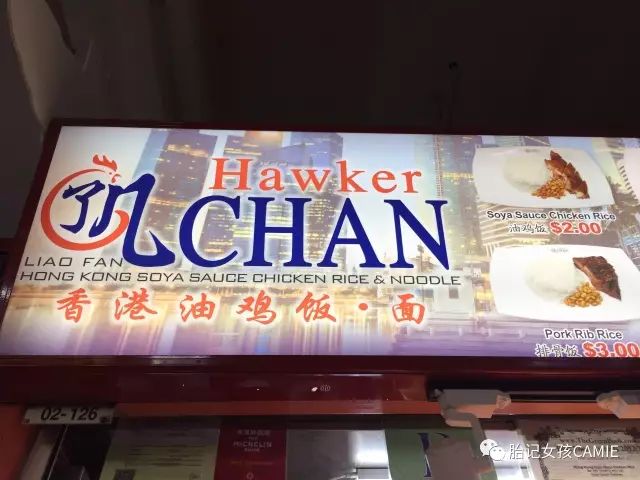 Hawker
了凡 CHAN
LIAO FAN
HONG KONG SOYA SAUCE CHICKEN RICE & NOODLE
香港油鸡饭·面
Soya Sauce Chicken Rice
油鸡饭 $2.00
Pork Rib Rice
排骨饭 $3.00
02-126
THE
MICHELIN
胎记女孩CAMIE